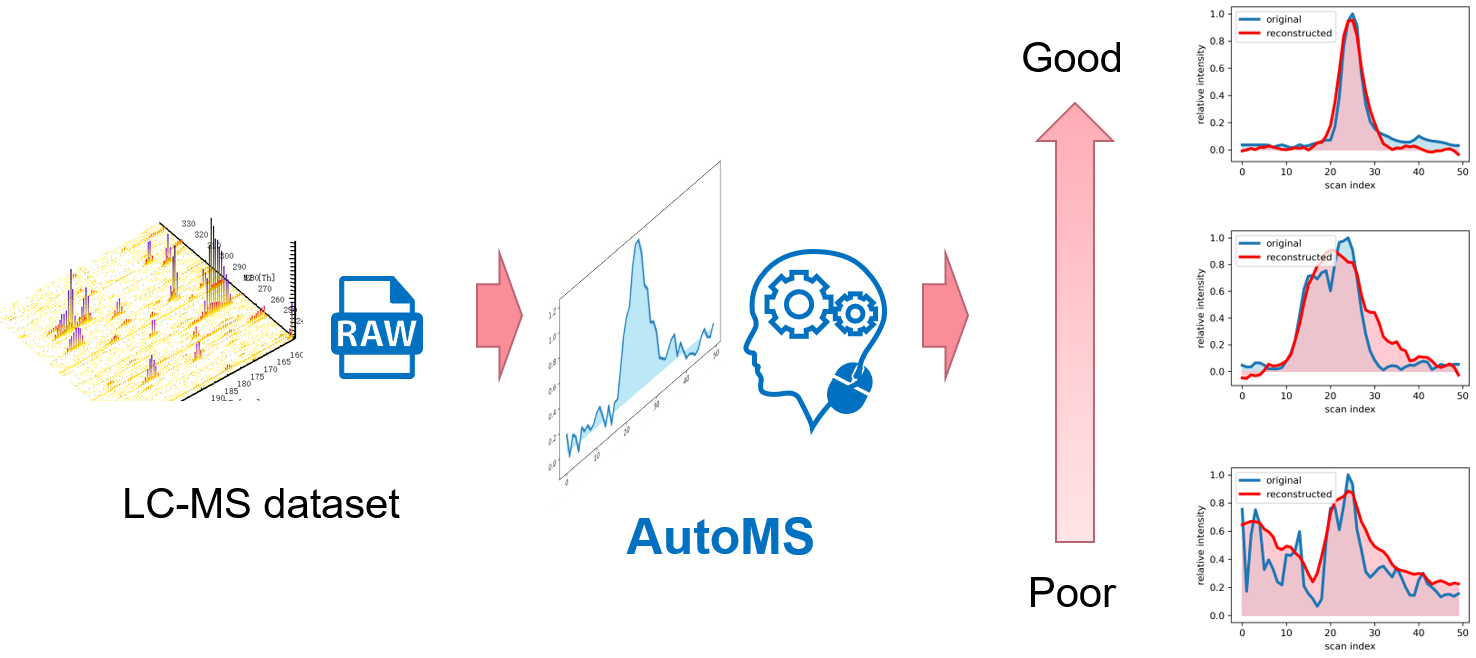 Good
Poor
LC-MS dataset
RAW
AutoMS
330
320
300
290
280
[Th]
270
260
160
165
170
175
180
185
190
1.2
1.0
0.8
0.6
0.4
0.2
0.0
0
10
20
30
40
50
original
reconstructed
relative intensity
1.0
0.8
0.6
0.4
0.2
0.0
0 10 20 30 40 50
scan index
original
reconstructed
relative intensity
1.0
0.8
0.6
0.4
0.2
0.0
0 10 20 30 40 50
scan index
original
reconstructed
relative intensity
1.0
0.8
0.6
0.4
0.2
0.0
0 10 20 30 40 50
scan index